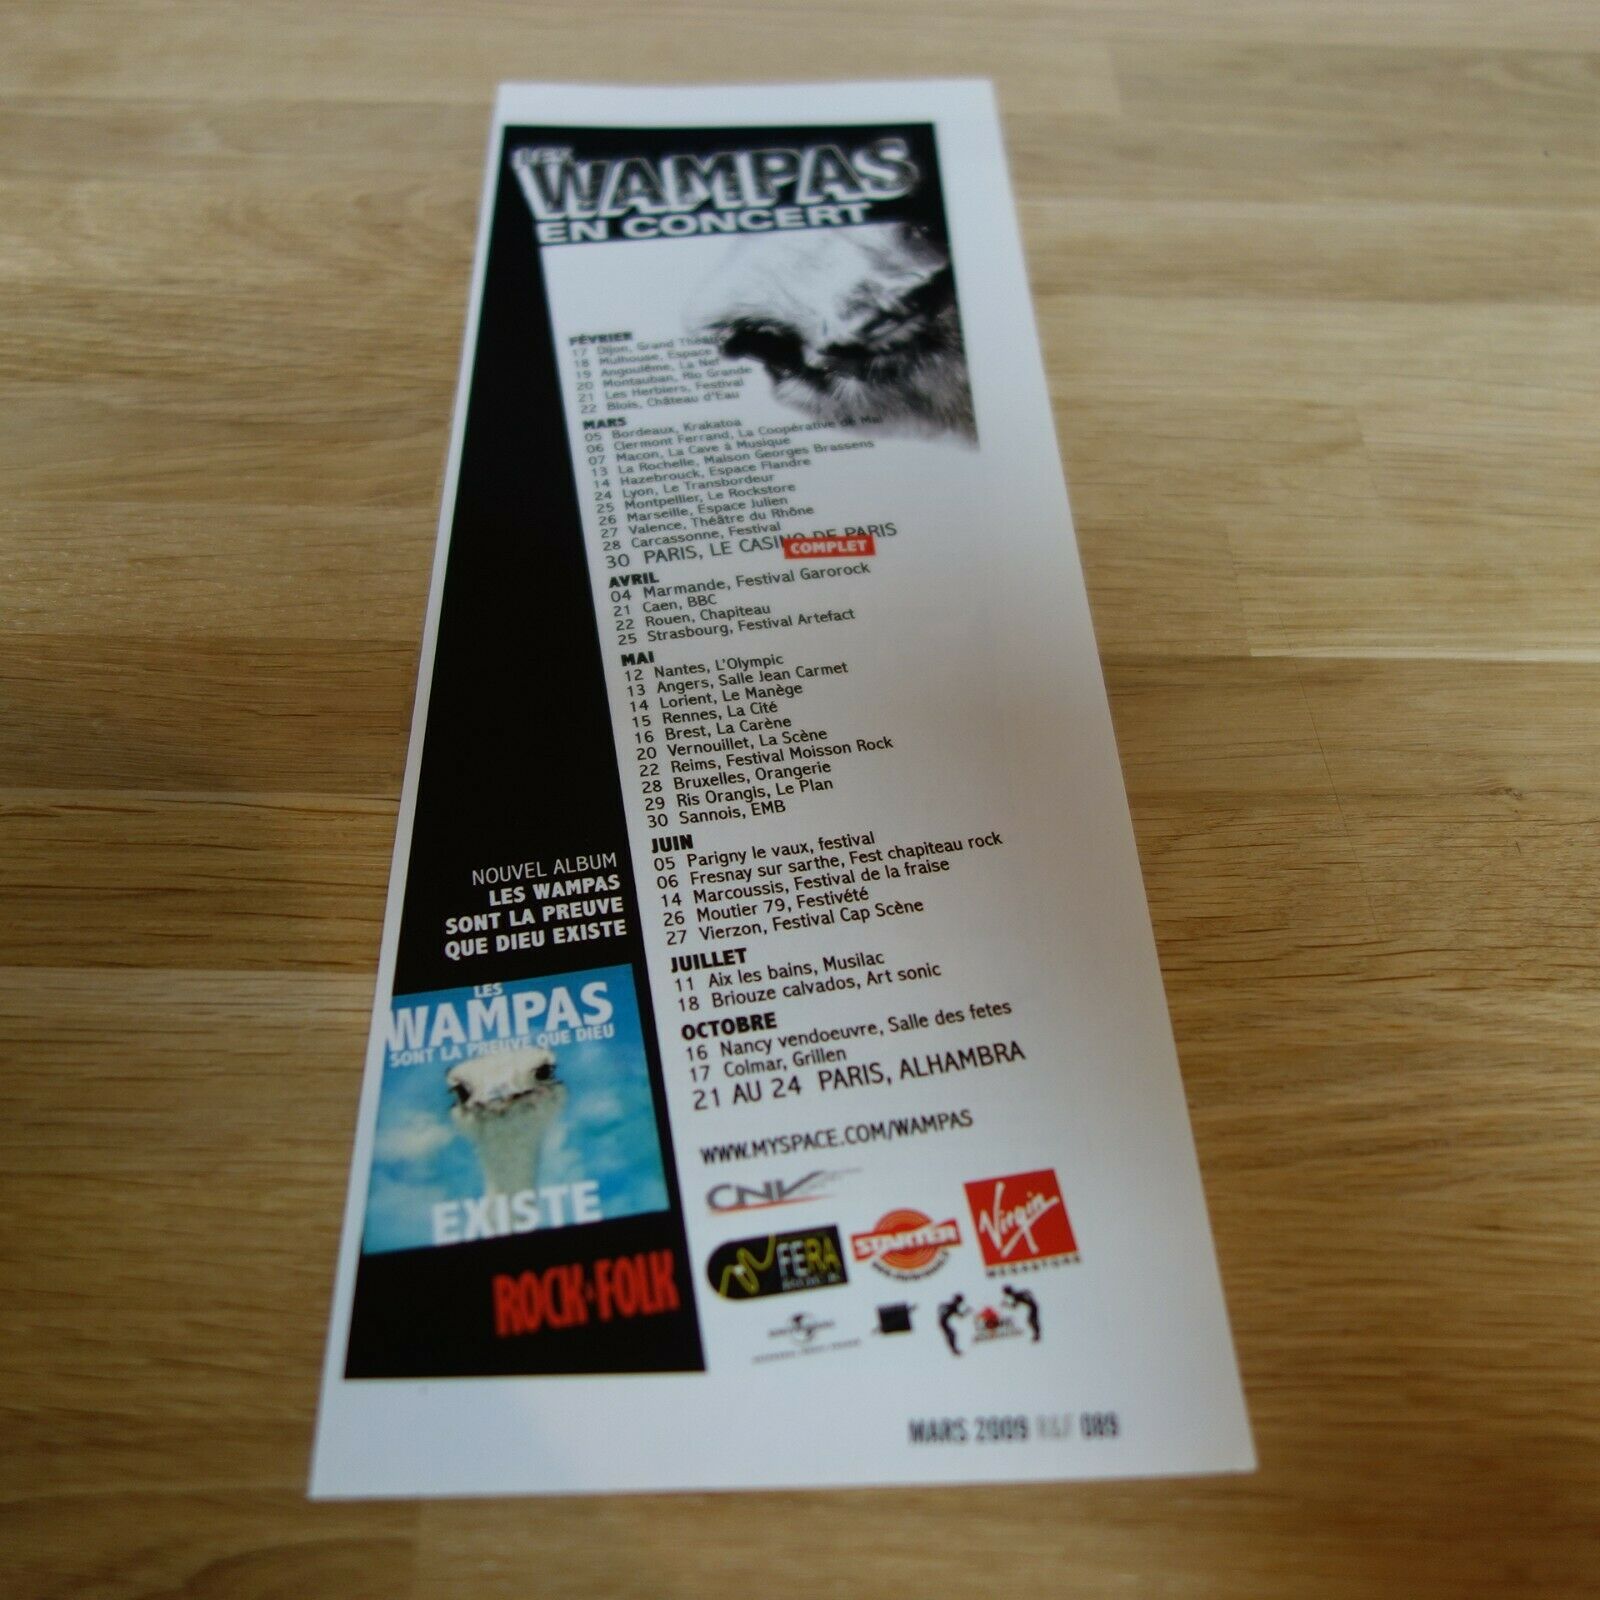 LES
WAMPAS
EN CONCERT
FÉVRIER
17 Dijon, Grand Théâtre
18 Mulhouse, Espace
19 Angoulême, La Nef
20 Montauban, Rio Grande
21 Les Herbiers, Festival
22 Blois, Château d'Eau
MARS
05 Bordeaux, Krakatoa
06 Clermont Ferrand, La Coopérative de Mai
07 Macon, La Cave à Musique
13 La Rochelle, Maison Georges Brassens
14 Hazebrouck, Espace Flandre
24 Lyon, Le Transbordeur
25 Montpellier, Le Rockstore
26 Marseille, Espace Julien
27 Valence, Théâtre du Rhône
28 Carcassonne, Festival
30 PARIS, LE CASINO DE PARIS
COMPLET
AVRIL
04 Marmande, Festival Garorock
21 Caen, BBC
22 Rouen, Chapiteau
25 Strasbourg, Festival Artefact
MAI
12 Nantes, L'Olympic
13 Angers, Salle Jean Carmet
14 Lorient, Le Manège
15 Rennes, La Cité
16 Brest, La Carène
20 Vernouillet, La Scène
22 Reims, Festival Moisson Rock
28 Bruxelles, Orangerie
29 Ris Orangis, Le Plan
30 Sannois, EMB
JUIN
05 Parigny le vaux, festival
06 Fresnay sur sarthe, Fest chapiteau rock
14 Marcoussis, Festival de la fraise
26 Moutier 79, Festivété
27 Vierzon, Festival Cap Scène
JUILLET
11 Aix les bains, Musilac
18 Briouze calvados, Art sonic
OCTOBRE
16 Nancy vendoeuvre, Salle des fetes
17 Colmar, Grillen
21 AU 24 PARIS, ALHAMBRA
WWW.MYSPACE.COM/WAMPAS
NOUVEL ALBUM
LES WAMPAS
SONT LA PREUVE
QUE DIEU EXISTE
LES
WAMPAS
SONT LA PREUVE QUE DIEU
EXISTE
ROCK & FOLK
CNV
FERA
STARTER
Virgin
MEGASTORE
MARS 2009 R&F 089